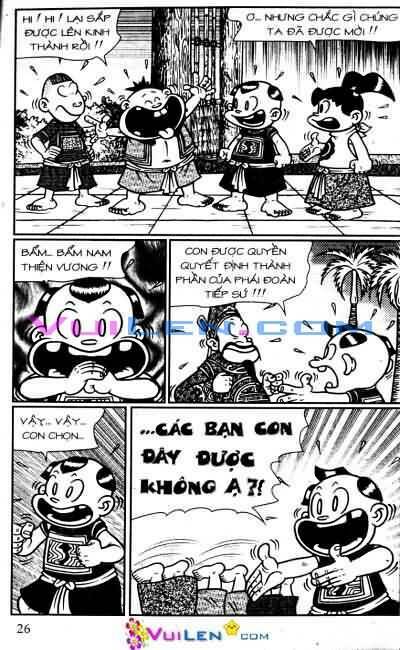 HI! HI! LẠI SẮP
ĐƯỢC LÊN KINH
THÀNH RỒI!!
Ơ... NHƯNG CHẮC GÌ CHÚNG
TA ĐÃ ĐƯỢC MỜI!!
BẨM... BẨM NAM
THIỆN VƯƠNG!!
CON ĐƯỢC QUYỀN
QUYẾT ĐỊNH THÀNH
PHẦN CỦA PHÁI ĐOÀN
TIẾP SỨ!!!
VUILEN.COM
VẬY... VẬY...
CON CHỌN...
...CÁC BẠN CON
ĐÂY ĐƯỢC
KHÔNG Ạ?!
26
VUILEN.COM